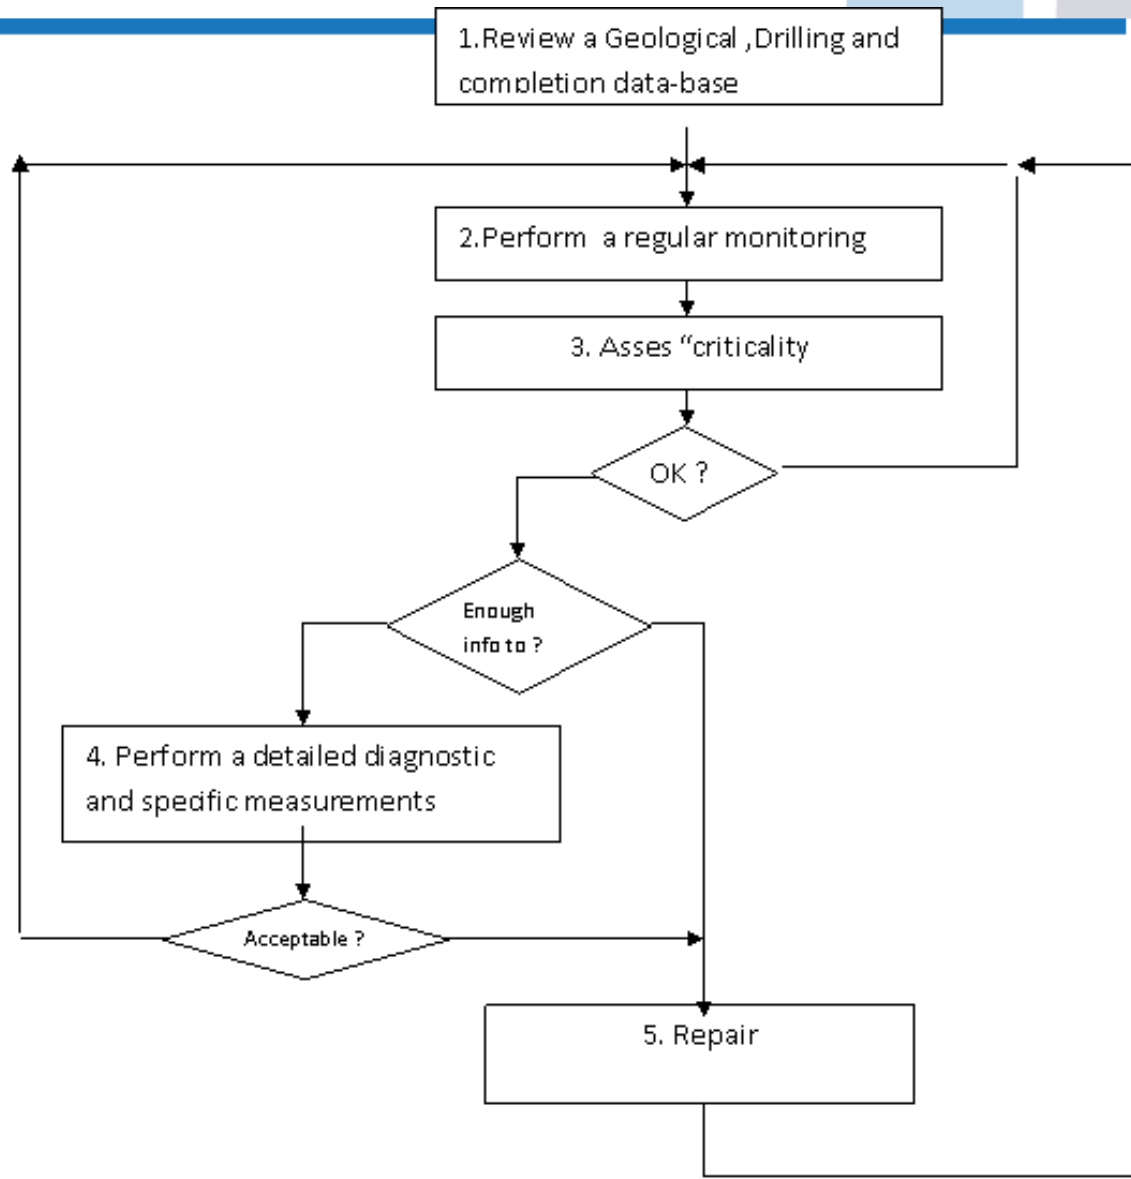 1.Review a Geological ,Drilling and
completion data-base
2.Perform a regular monitoring
3. Asses “criticality
OK ?
Enough
info to ?
4. Perform a detailed diagnostic
and specific measurements
Acceptable ?
5. Repair